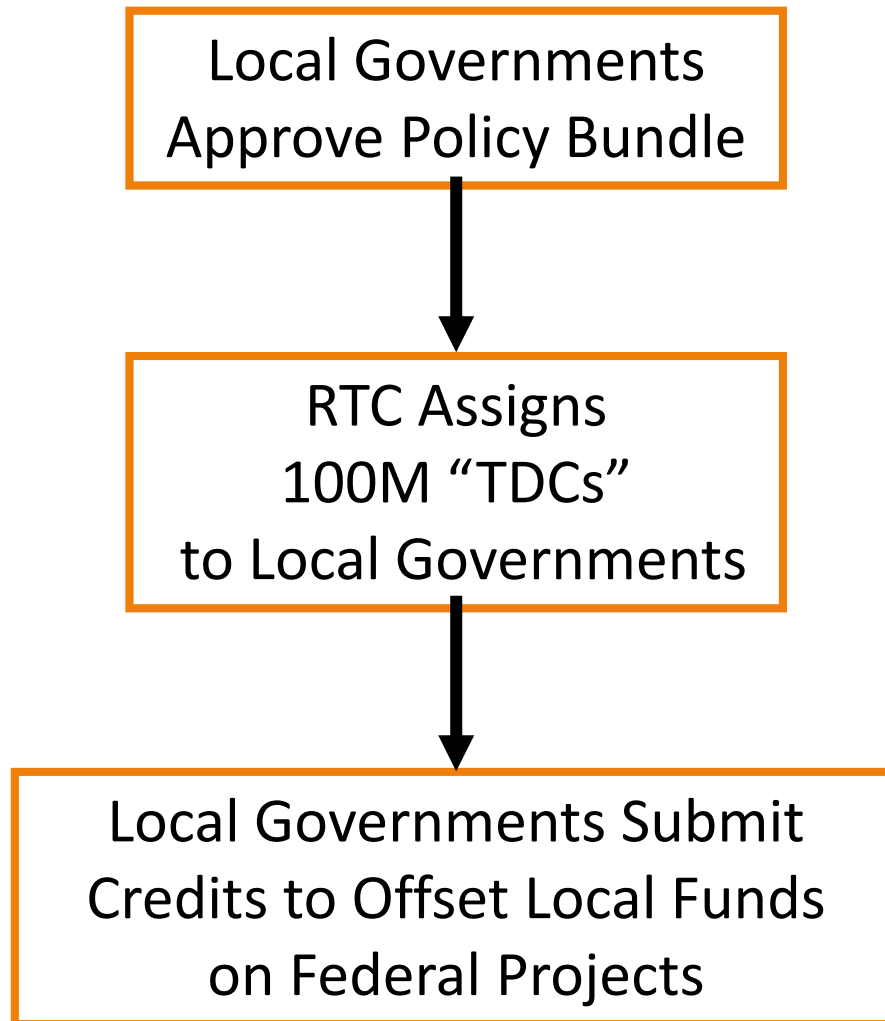 Local Governments
Approve Policy Bundle
RTC Assigns
100M “TDCs”
to Local Governments
Local Governments Submit
Credits to Offset Local Funds
on Federal Projects